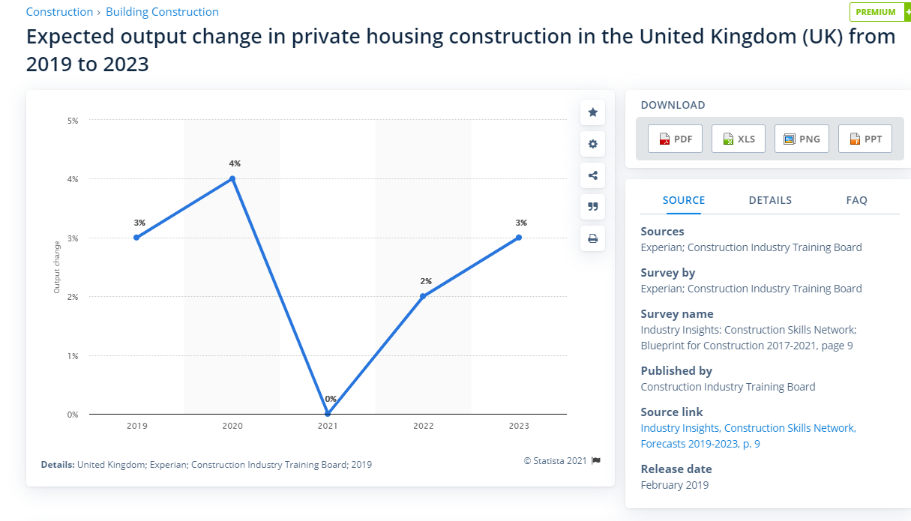 Construction › Building Construction
PREMIUM +
Expected output change in private housing construction in the United Kingdom (UK) from
2019 to 2023
5%
4%
3%
2%
1%
0%
Output change
3%
4%
0%
2%
3%
2019 2020 2021 2022 2023
Details: United Kingdom; Experian; Construction Industry Training Board; 2019
© Statista 2021
DOWNLOAD
PDF XLS PNG PPT
SOURCE DETAILS FAQ
Sources
Experian; Construction Industry Training Board
Survey by
Experian; Construction Industry Training Board
Survey name
Industry Insights: Construction Skills Network;
Blueprint for Construction 2017-2021, page 9
Published by
Construction Industry Training Board
Source link
Industry Insights, Construction Skills Network,
Forecasts 2019-2023, p. 9
Release date
February 2019